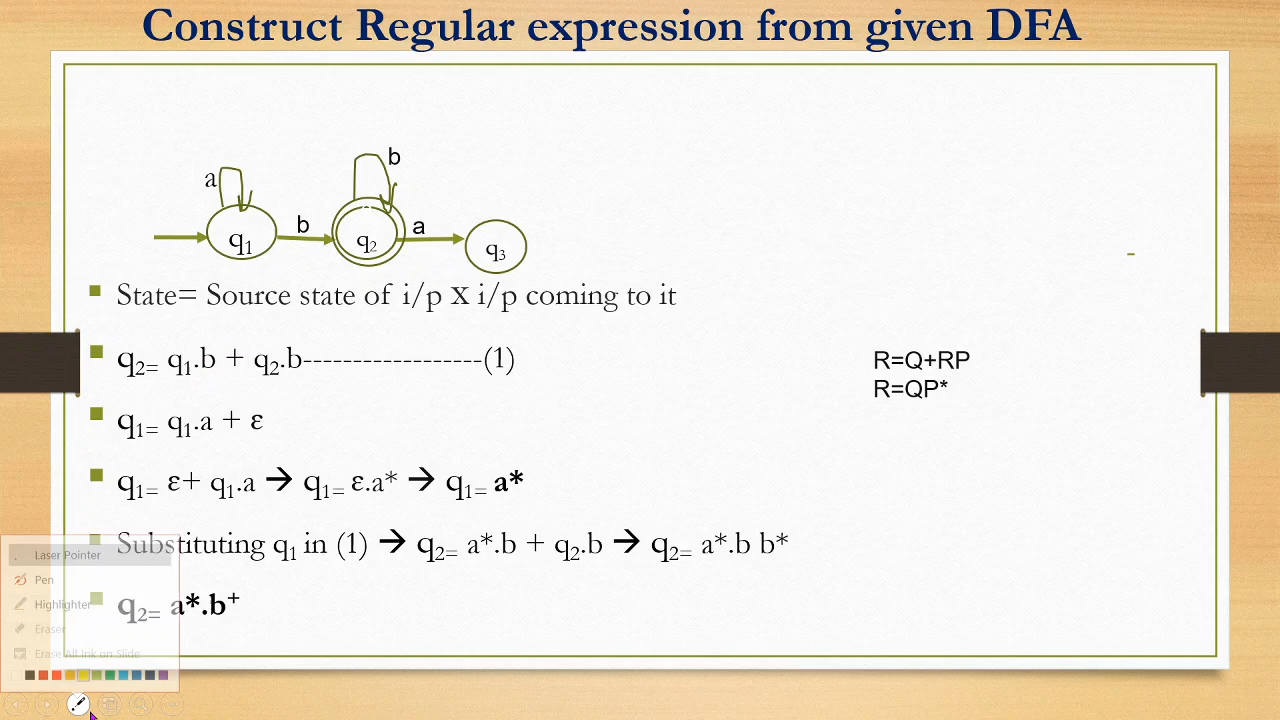 Construct Regular expression from given DFA
b
a
b
a
q1
q2
q3
State= Source state of i/p X i/p coming to it
q2= q1.b + q2.b------------------(1)
R=Q+RP
R=QP*
q1= q1.a + ε
q1= ε+ q1.a → q1= ε.a* → q1= a*
Substituting q1 in (1) → q2= a*.b + q2.b → q2= a*.b b*
q2= a*.b+
Laser Pointer
Pen
Highlighter
Eraser
Erase All Ink on Slide